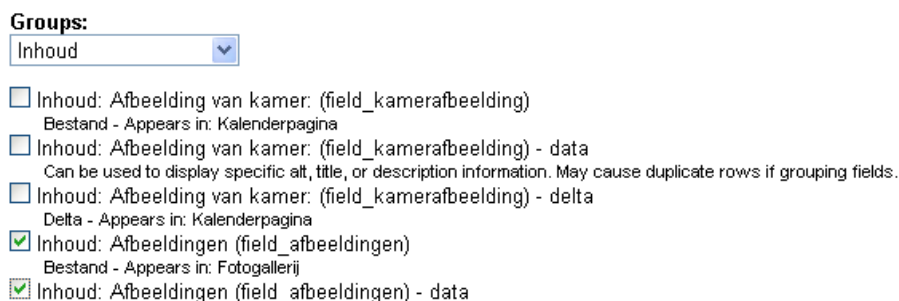 Groups:
Inhoud
Inhoud: Afbeelding van kamer: (field_kamerafbeelding)
Bestand - Appears in: Kalenderpagina
Inhoud: Afbeelding van kamer: (field_kamerafbeelding) - data
Can be used to display specific alt, title, or description information. May cause duplicate rows if grouping fields.
Inhoud: Afbeelding van kamer: (field_kamerafbeelding) - delta
Delta - Appears in: Kalenderpagina
Inhoud: Afbeeldingen (field_afbeeldingen)
Bestand - Appears in: Fotogallerij
Inhoud: Afbeeldingen (field_afbeeldingen) - data